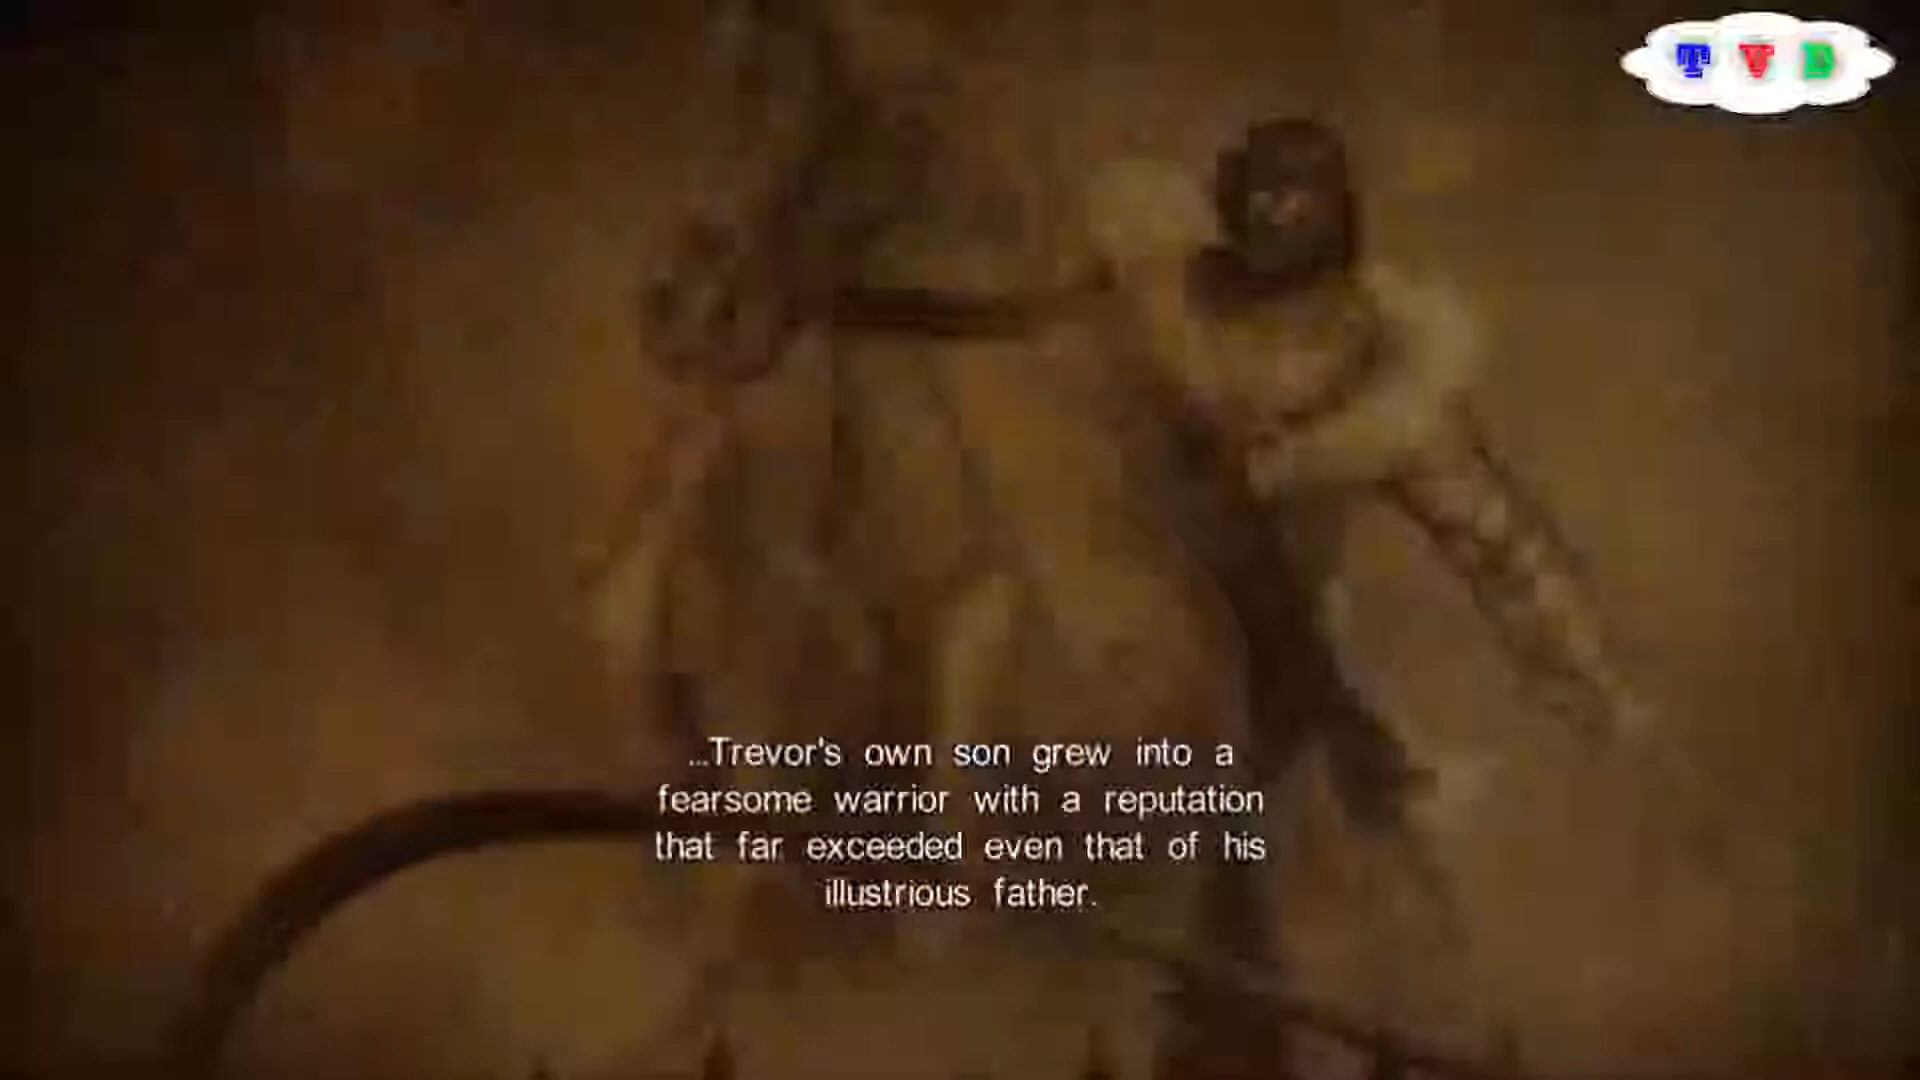 T V D
...Trevor's own son grew into a
fearsome warrior with a reputation
that far exceeded even that of his
illustrious father.